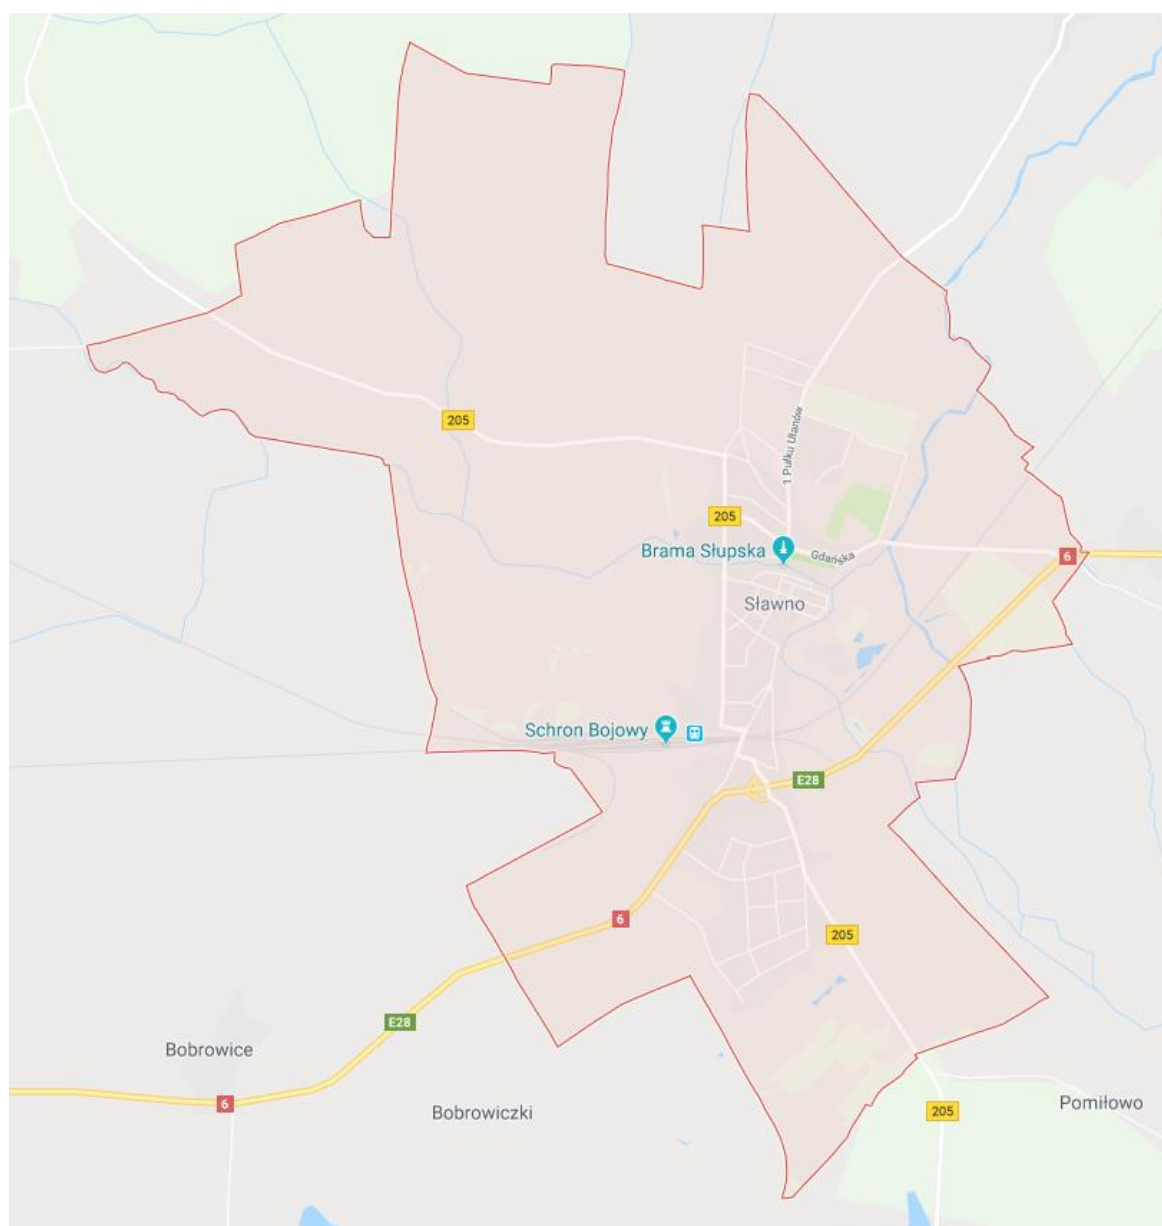 205
1 Pułku Ułanów
205
Brama Słupska
Gdańska
6
Sławno
Schron Bojowy
E28
6
205
E28
Bobrowice
6
Bobrowiczki
205
Pomiłowo